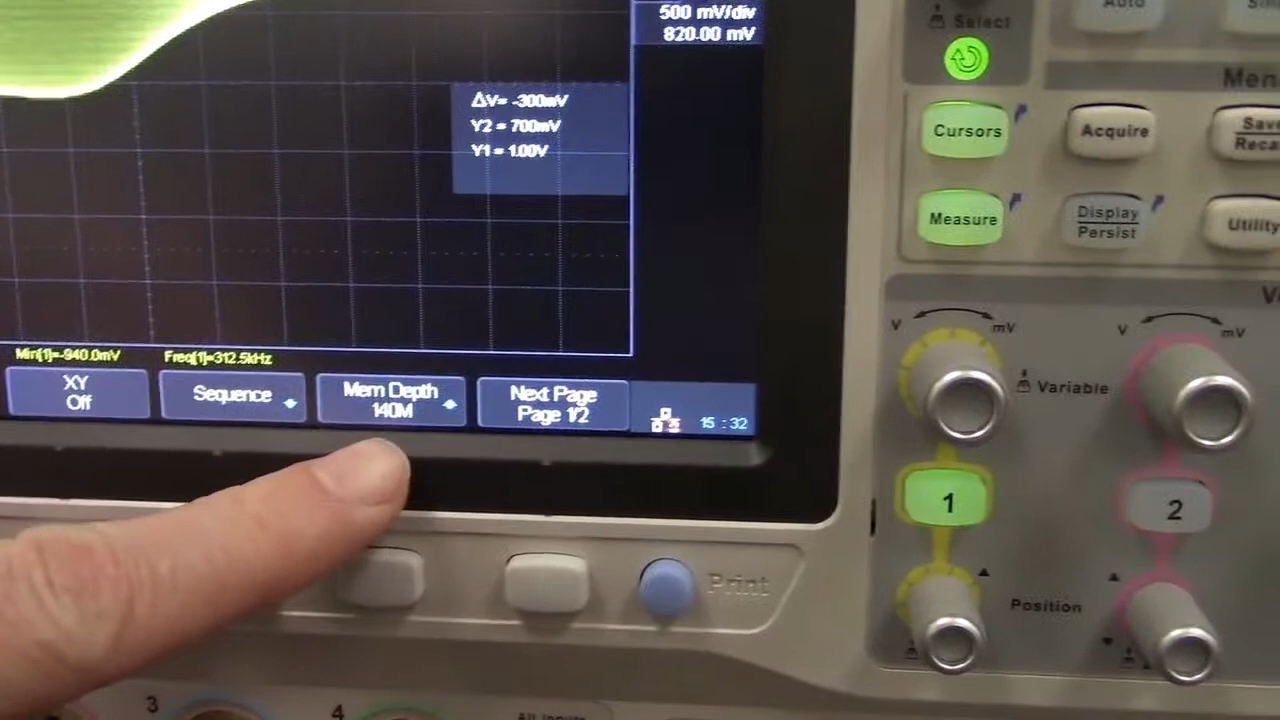 500 mV/div
820.00 mV
ΔV= -300mV
Y2 = 700mV
Y1 = 1.00V
Min[1]=-940.0mV
Freq[1]=312.5kHz
XY
Off
Sequence
Mem Depth
140M
Next Page
Page 1/2
15 : 32
Print
3
4
Select
Auto
Cursors
Acquire
Measure
Display
Persist
Utility
V
mV
V
mV
Variable
1
2
Position